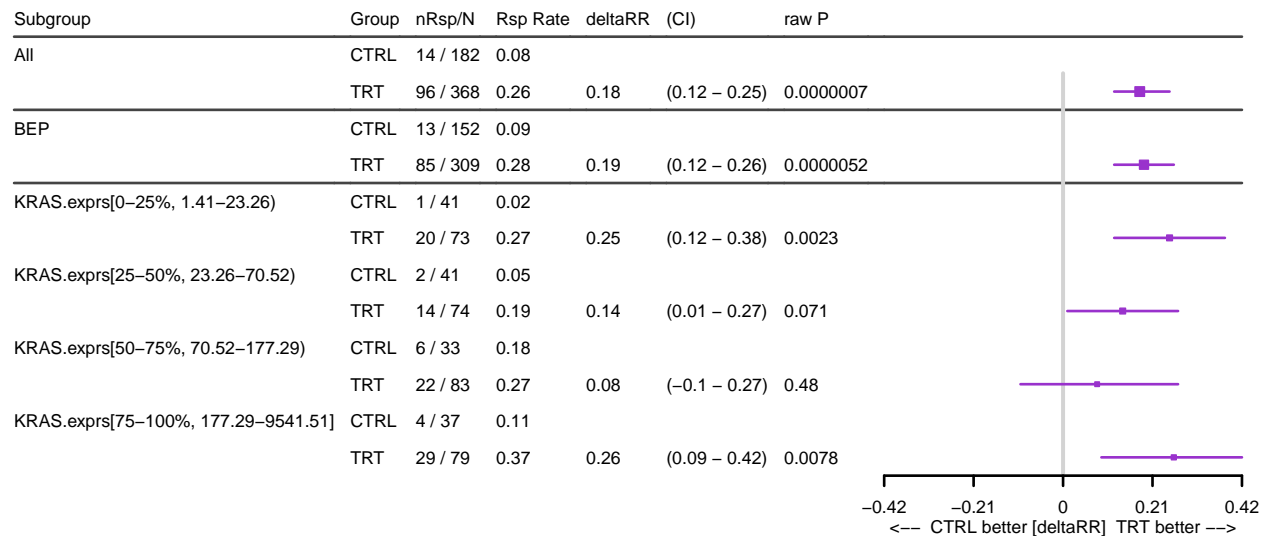 Subgroup Group nRsp/N Rsp Rate deltaRR (CI) raw P
All CTRL 14 / 182 0.08
TRT 96 / 368 0.26 0.18 (0.12 − 0.25) 0.0000007
BEP CTRL 13 / 152 0.09
TRT 85 / 309 0.28 0.19 (0.12 − 0.26) 0.0000052
KRAS.exprs[0−25%, 1.41−23.26) CTRL 1 / 41 0.02
TRT 20 / 73 0.27 0.25 (0.12 − 0.38) 0.0023
KRAS.exprs[25−50%, 23.26−70.52) CTRL 2 / 41 0.05
TRT 14 / 74 0.19 0.14 (0.01 − 0.27) 0.071
KRAS.exprs[50−75%, 70.52−177.29) CTRL 6 / 33 0.18
TRT 22 / 83 0.27 0.08 (−0.1 − 0.27) 0.48
KRAS.exprs[75−100%, 177.29−9541.51] CTRL 4 / 37 0.11
TRT 29 / 79 0.37 0.26 (0.09 − 0.42) 0.0078
−0.42 −0.21 0 0.21 0.42
<−− CTRL better [deltaRR] TRT better −−>